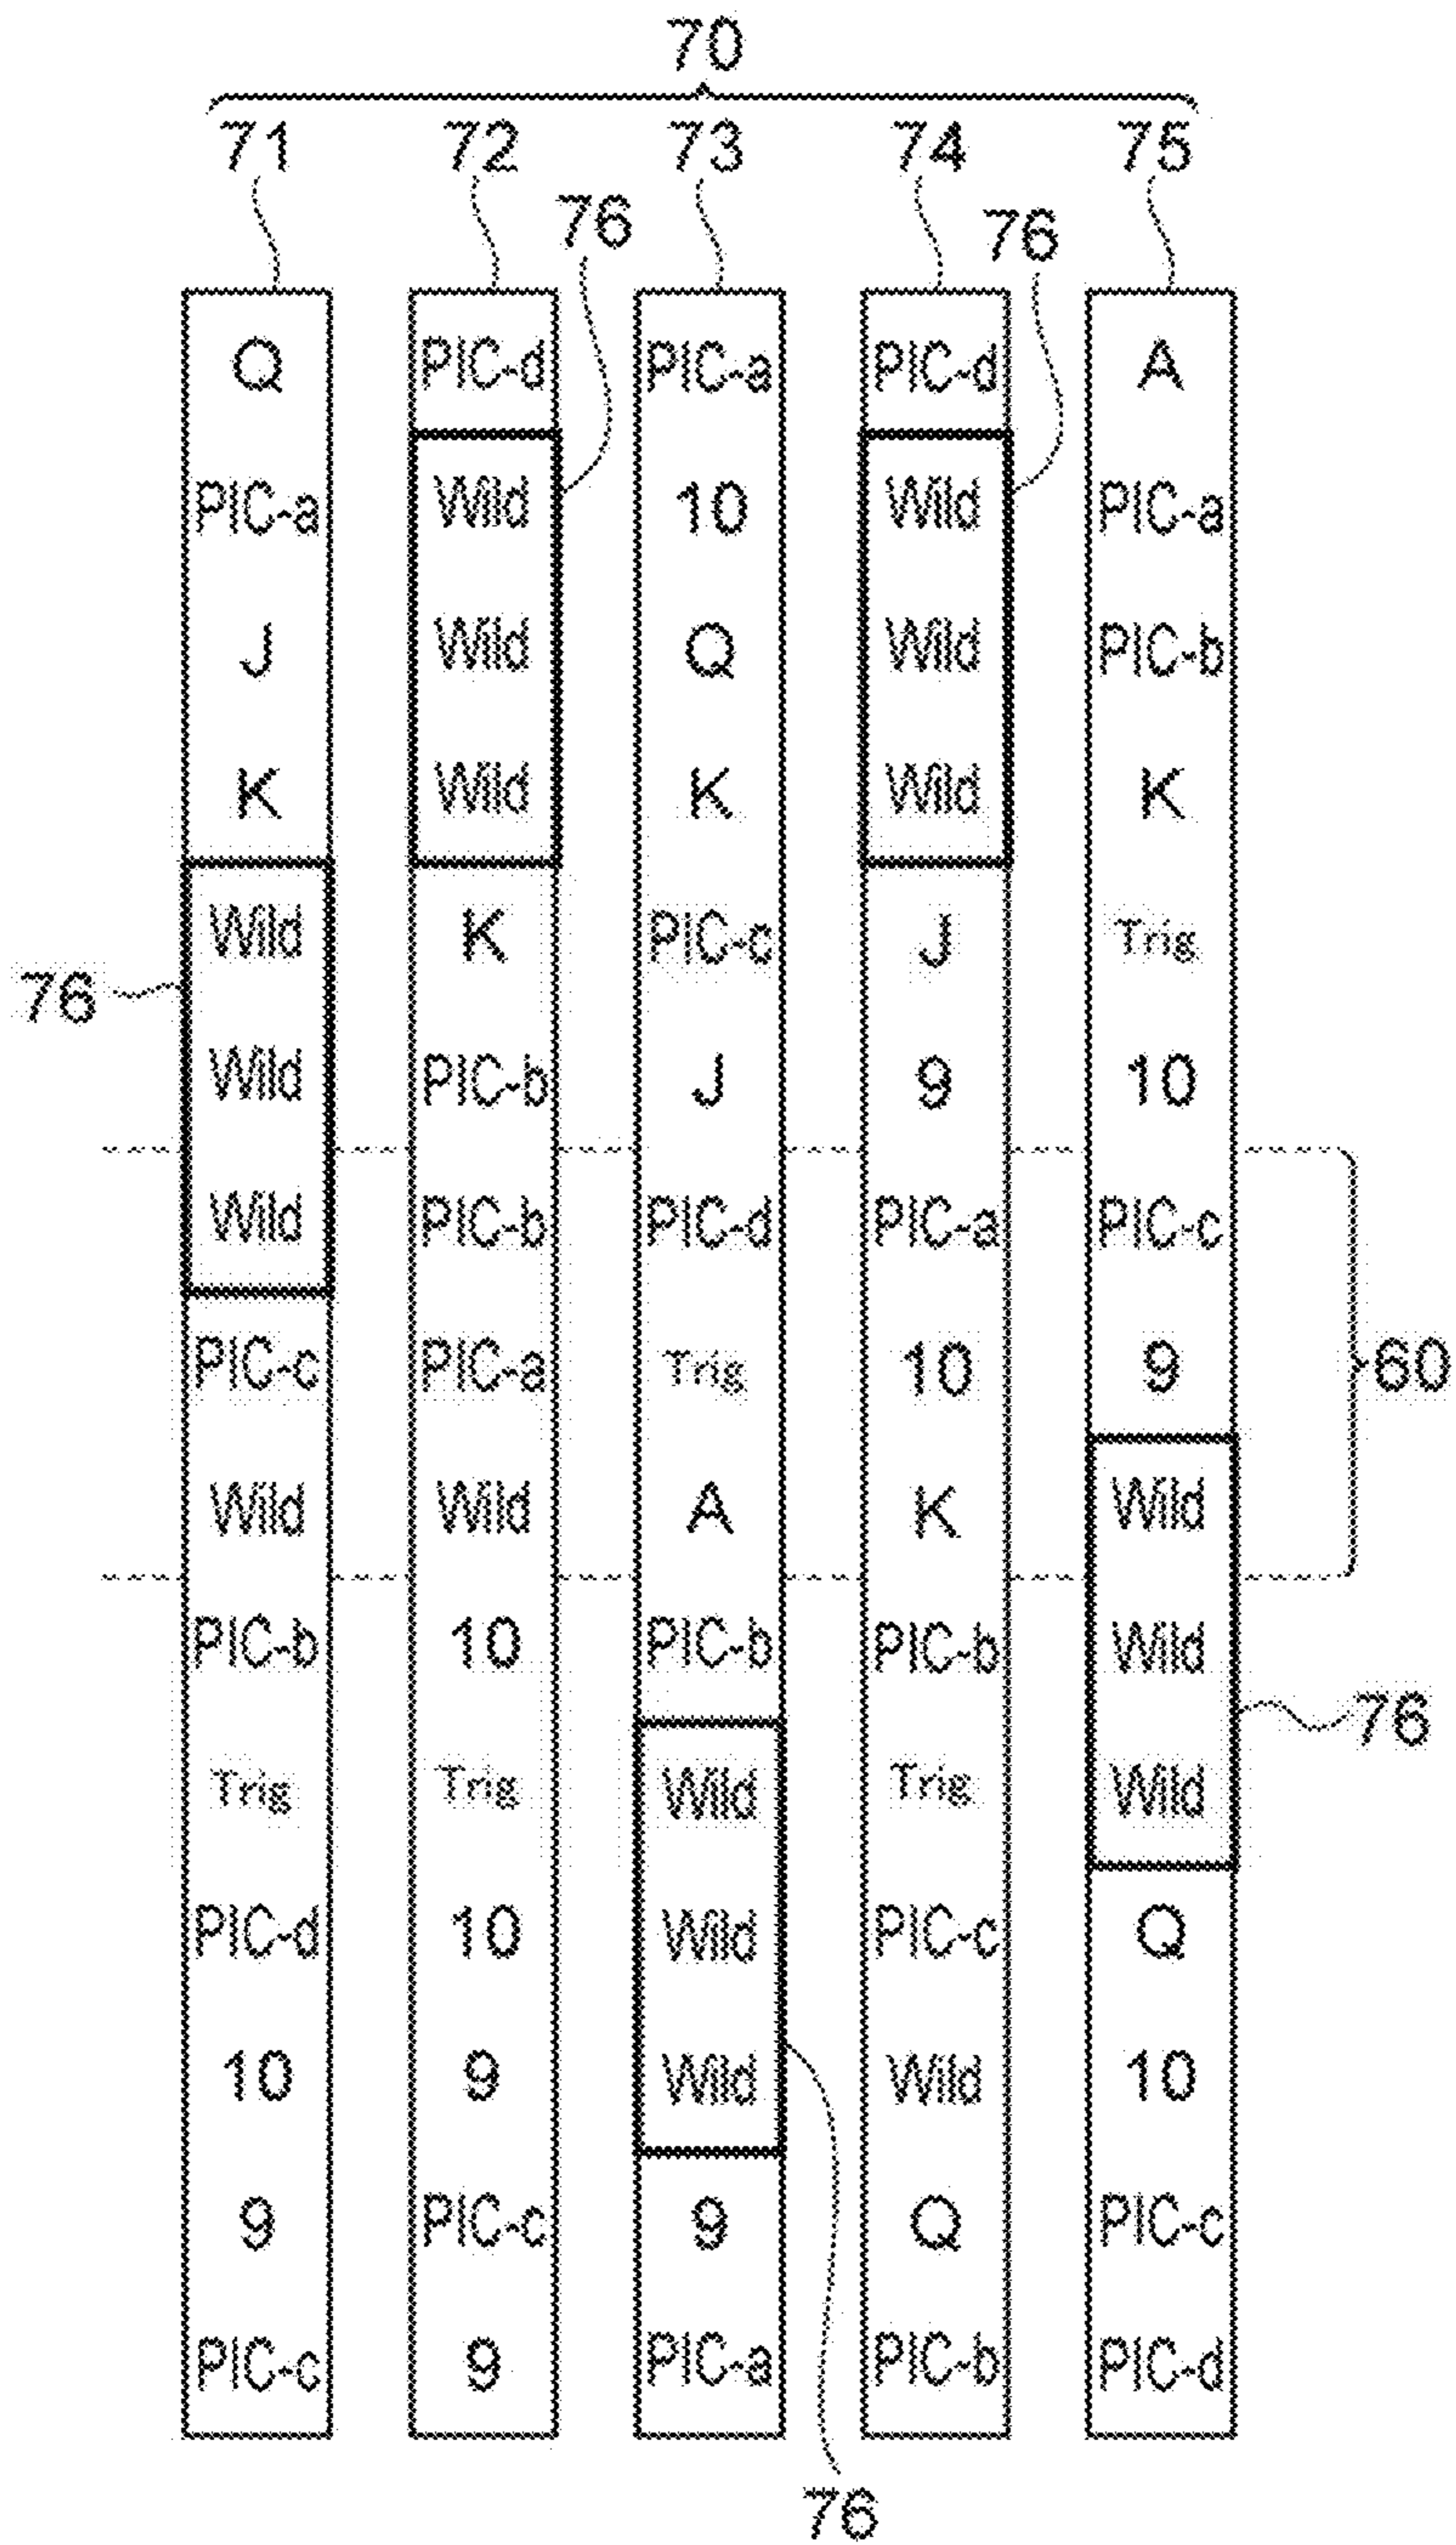 70
71 72 73 74 75
76 76
Q PIC-d PIC-a PIC-d A
PIC-a Wild 10 Wild PIC-a
J Wild Q Wild PIC-b
K Wild K Wild K
Wild K PIC-c J Trig
76
Wild PIC-b J 9 10
Wild PIC-b PIC-d PIC-a PIC-c
PIC-c PIC-a Trig 10 9 60
Wild Wild A K Wild
PIC-b 10 PIC-b PIC-b Wild
76
Trig Trig Wild Trig Wild
PIC-d 10 Wild PIC-c Q
10 9 Wild Wild 10
9 PIC-c 9 Q PIC-c
PIC-c 9 PIC-a PIC-b PIC-d
76